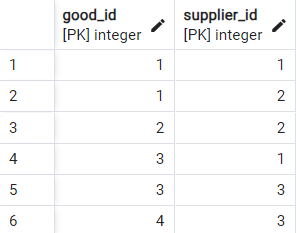 good_id supplier_id
[PK] integer [PK] integer
1 1 1
2 1 2
3 2 2
4 3 1
5 3 3
6 4 3